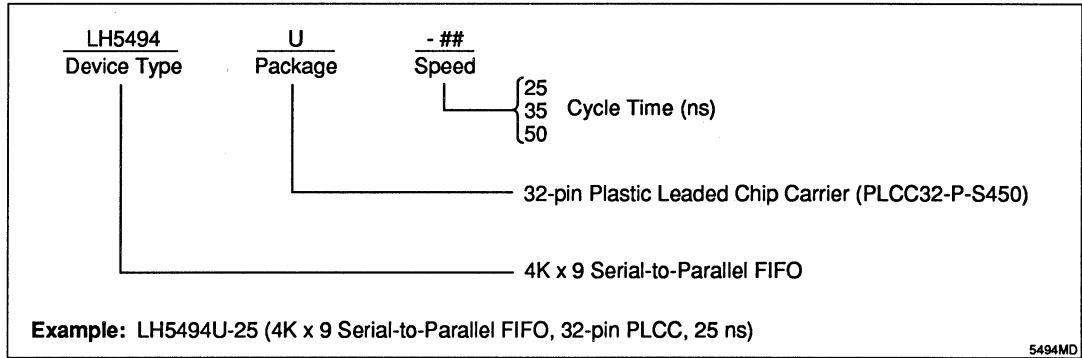 LH5494 U - ##
Device Type Package Speed
25
35 Cycle Time (ns)
50
32-pin Plastic Leaded Chip Carrier (PLCC32-P-S450)
4K x 9 Serial-to-Parallel FIFO
Example: LH5494U-25 (4K x 9 Serial-to-Parallel FIFO, 32-pin PLCC, 25 ns)
5494MD